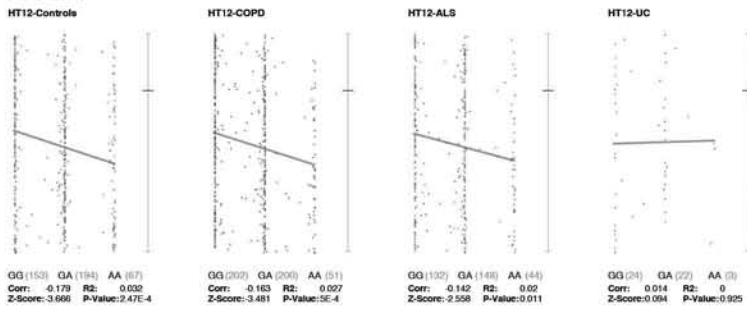 HT12-Controls HT12-COPD HT12-ALS HT12-UC
GG (153) GA (194) AA (67) GG (202) GA (200) AA (51) GG (132) GA (148) AA (44) GG (24) GA (22) AA (3)
Corr: -0.179 R2: 0.032 Corr: -0.163 R2: 0.027 Corr: -0.142 R2: 0.02 Corr: 0.014 R2: 0
Z-Score:-3.666 P-Value:2.47E-4 Z-Score:-3.481 P-Value:5E-4 Z-Score:-2.558 P-Value:0.011 Z-Score:0.094 P-Value:0.925